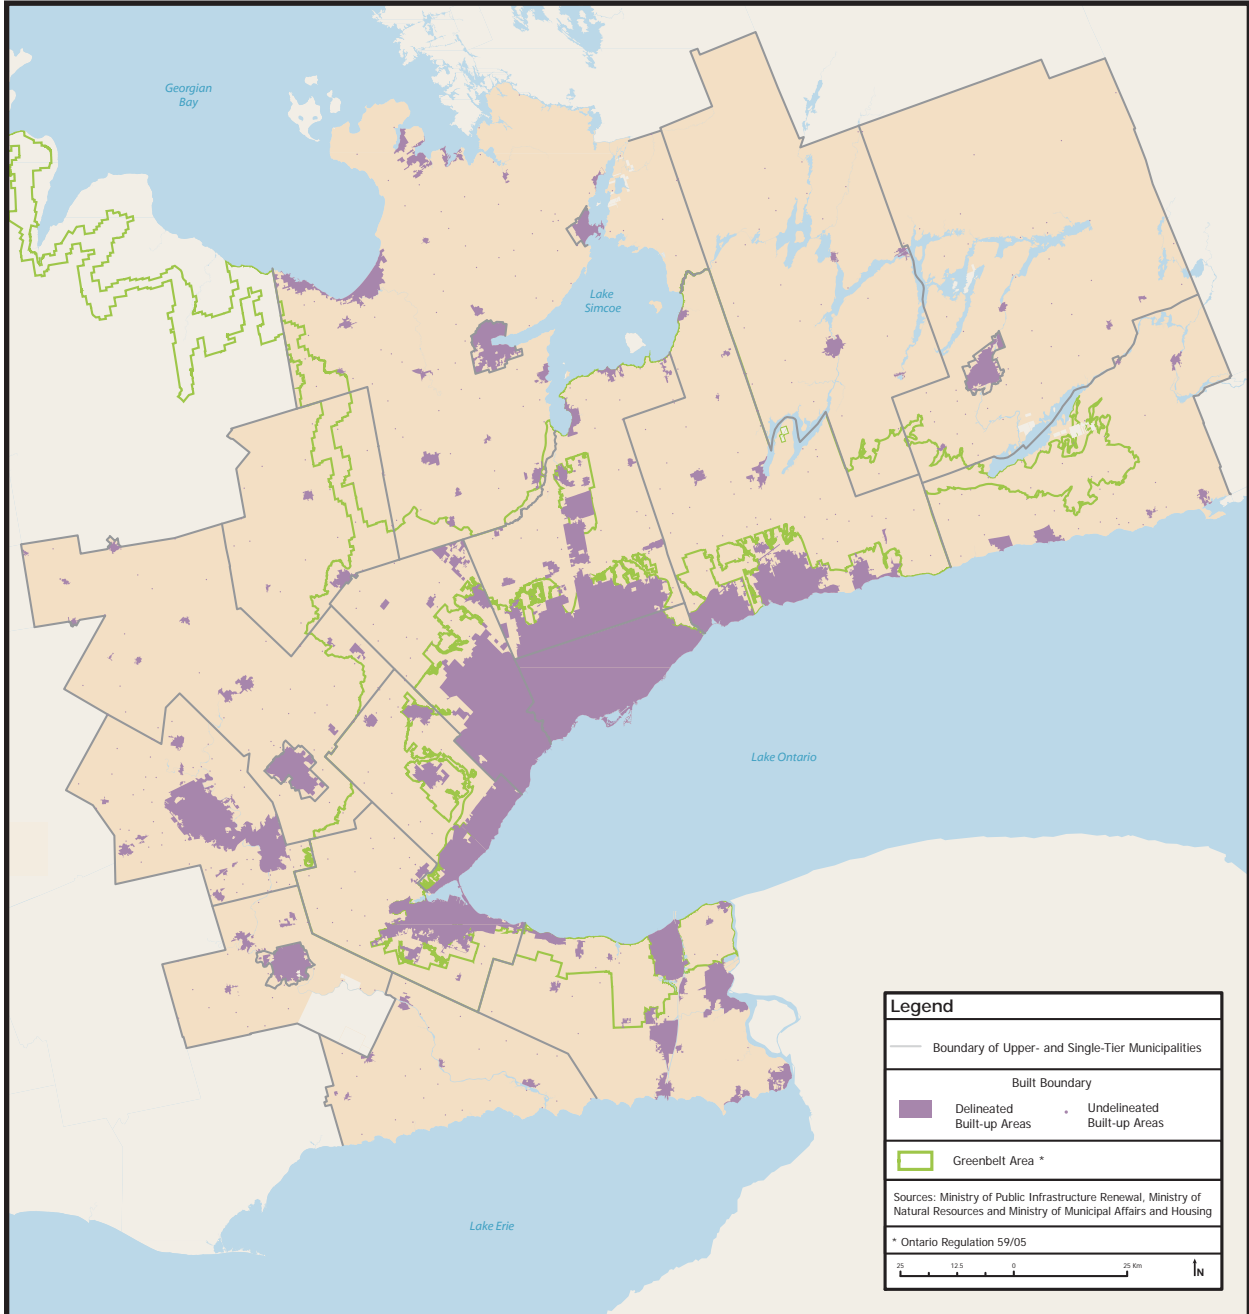 Georgian
Bay
Lake
Simcoe
Lake Ontario
Lake Erie
Legend
Boundary of Upper- and Single-Tier Municipalities
Built Boundary
Delineated
Built-up Areas
Undelineated
Built-up Areas
Greenbelt Area *
Sources: Ministry of Public Infrastructure Renewal, Ministry of
Natural Resources and Ministry of Municipal Affairs and Housing
* Ontario Regulation 59/05
25 12.5 0 25 Km
N